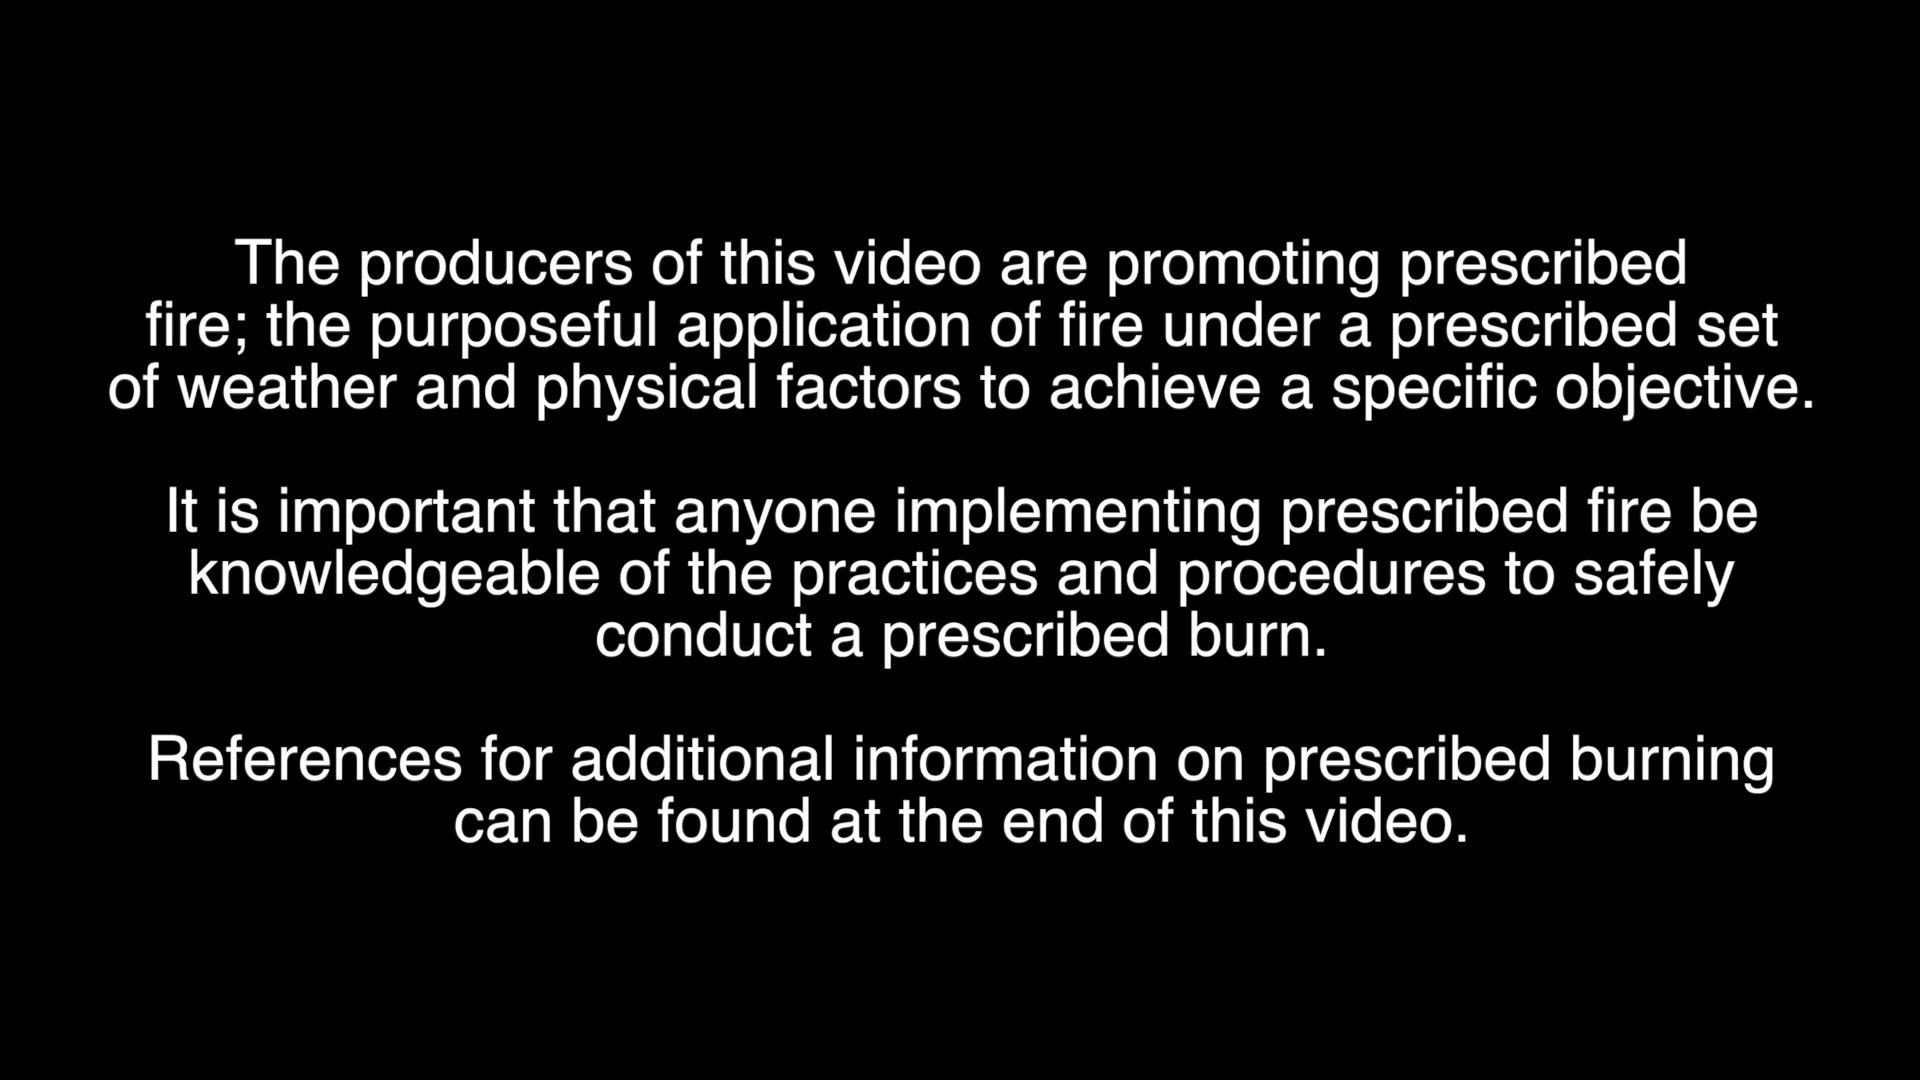 The producers of this video are promoting prescribed
fire; the purposeful application of fire under a prescribed set
of weather and physical factors to achieve a specific objective.
It is important that anyone implementing prescribed fire be
knowledgeable of the practices and procedures to safely
conduct a prescribed burn.
References for additional information on prescribed burning
can be found at the end of this video.